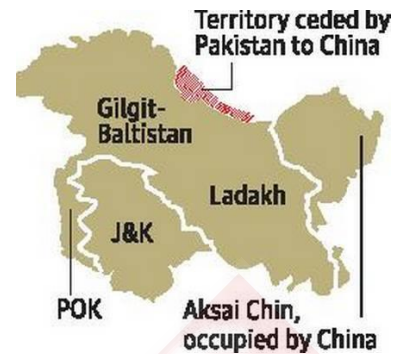 Territory ceded by
Pakistan to China
Gilgit-
Baltistan
Ladakh
J&K
POK
Aksai Chin,
occupied by China